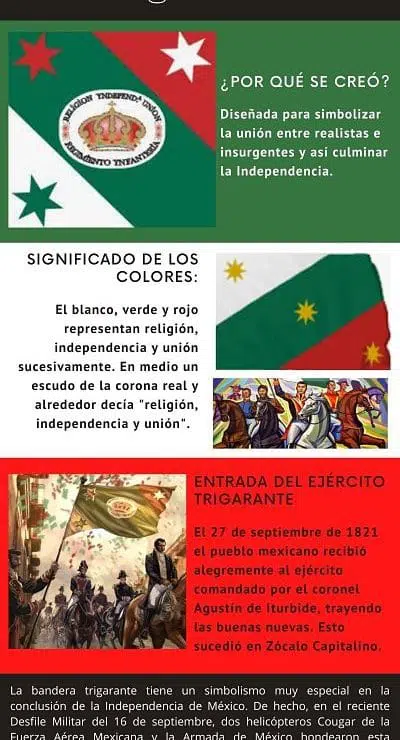 RELIGION YNDEPENDª UNION
REGIMIENTO YNFANTERÍA
¿POR QUÉ SE CREÓ?
Diseñada para simbolizar
la unión entre realistas e
insurgentes y así culminar
la Independencia.
SIGNIFICADO DE LOS
COLORES:
El blanco, verde y rojo
representan religión,
independencia y unión
sucesivamente. En medio un
escudo de la corona real y
alrededor decía "religión,
independencia y unión".
ENTRADA DEL EJÉRCITO
TRIGARANTE
El 27 de septiembre de 1821
el pueblo mexicano recibió
alegremente al ejército
comandado por el coronel
Agustín de Iturbide, trayendo
las buenas nuevas. Esto
sucedió en Zócalo Capitalino.
La bandera trigarante tiene un simbolismo muy especial en la
conclusión de la Independencia de México. De hecho, en el reciente
Desfile Militar del 16 de septiembre, dos helicópteros Cougar de la
Fuerza Aérea Mexicana y la Armada de México hondearon esta